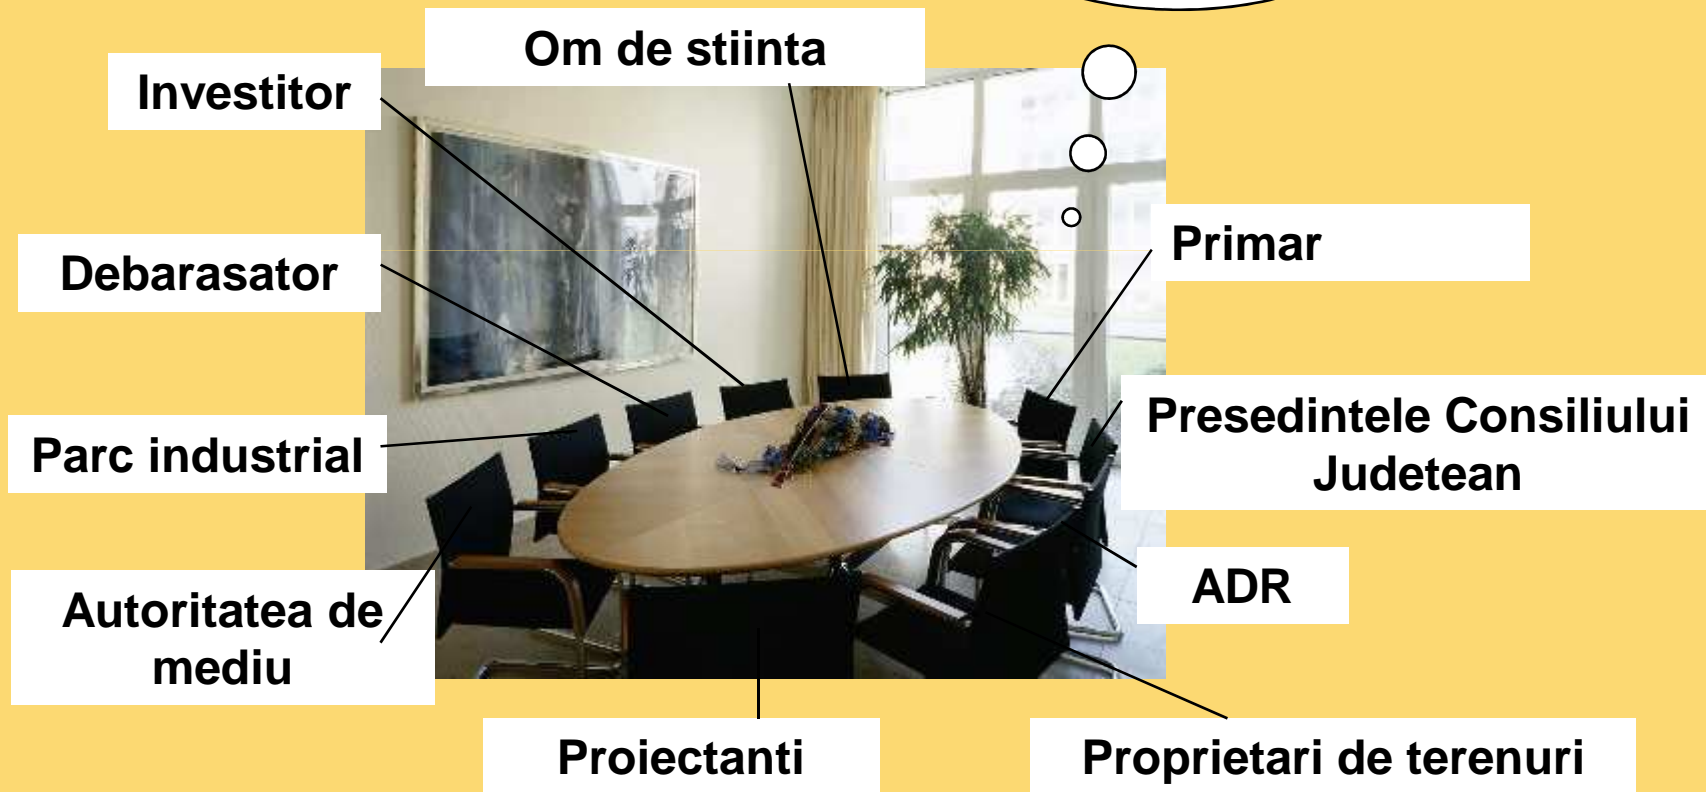 Om de stiinta
Investitor
Primar
Debarasator
Presedintele Consiliului
Judetean
Parc industrial
ADR
Autoritatea de
mediu
Proiectanti
Proprietari de terenuri